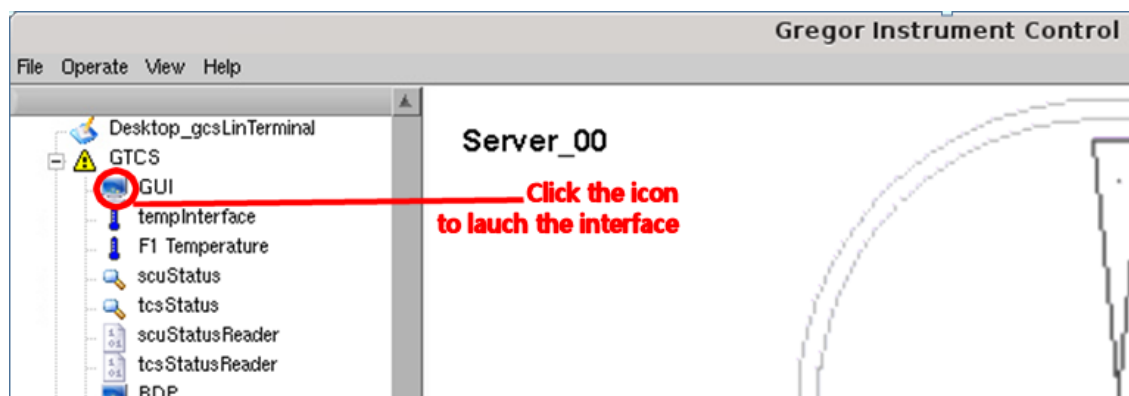 Gregor Instrument Control
File Operate View Help
Desktop_gcsLinTerminal
GTCS
GUI
tempInterface
F1 Temperature
scuStatus
tcsStatus
scuStatusReader
tcsStatusReader
BDP
Server_00
Click the icon
to lauch the interface